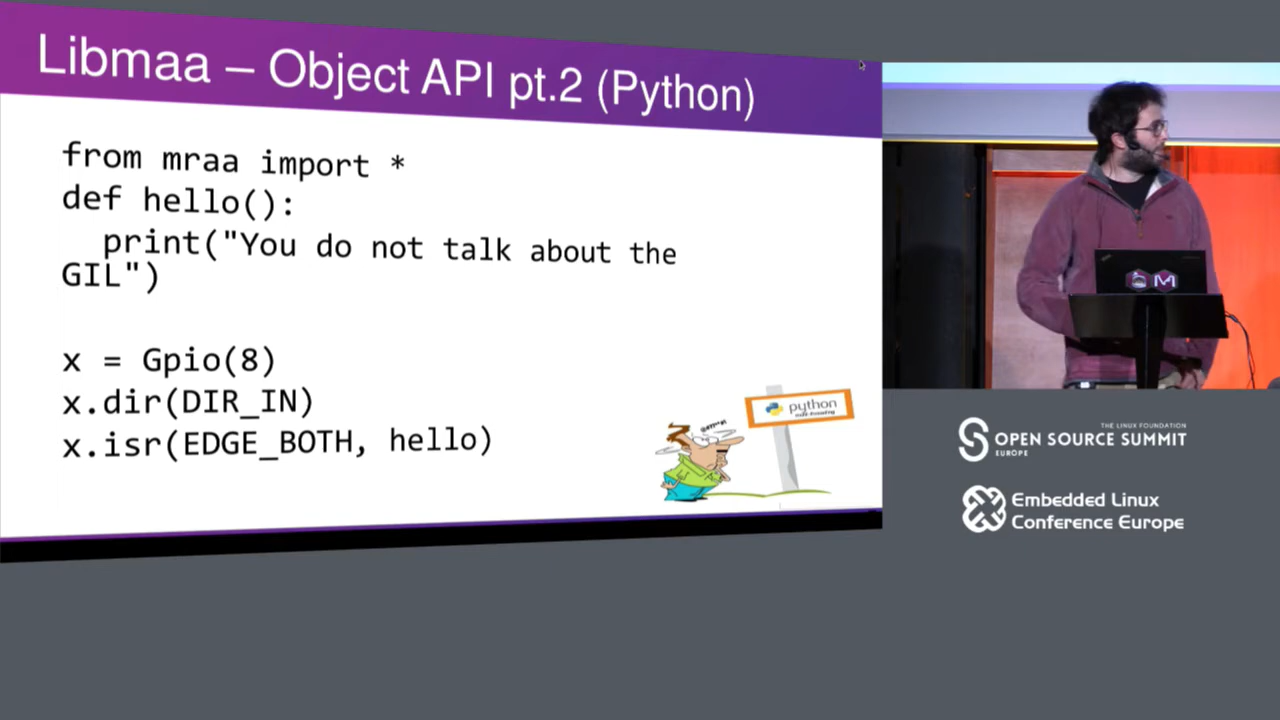 Libmaa – Object API pt.2 (Python)
from mraa import *
def hello():
print("You do not talk about the
GIL")
x = Gpio(8)
x.dir(DIR_IN)
x.isr(EDGE_BOTH, hello)
python
THE LINUX FOUNDATION
OPEN SOURCE SUMMIT
EUROPE
Embedded Linux
Conference Europe